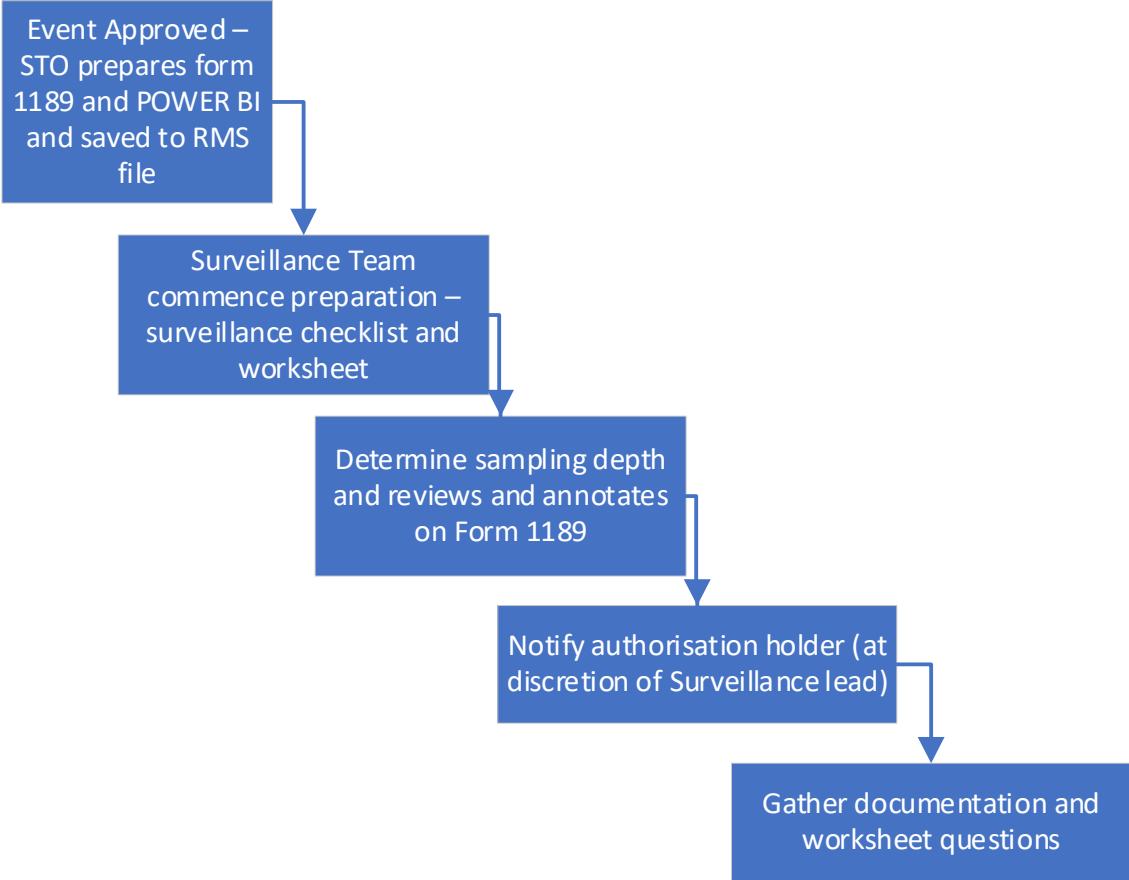 Event Approved –
STO prepares form
1189 and POWER BI
and saved to RMS
file
Surveillance Team
commence preparation –
surveillance checklist and
worksheet
Determine sampling depth
and reviews and annotates
on Form 1189
Notify authorisation holder (at
discretion of Surveillance lead)
Gather documentation and
worksheet questions